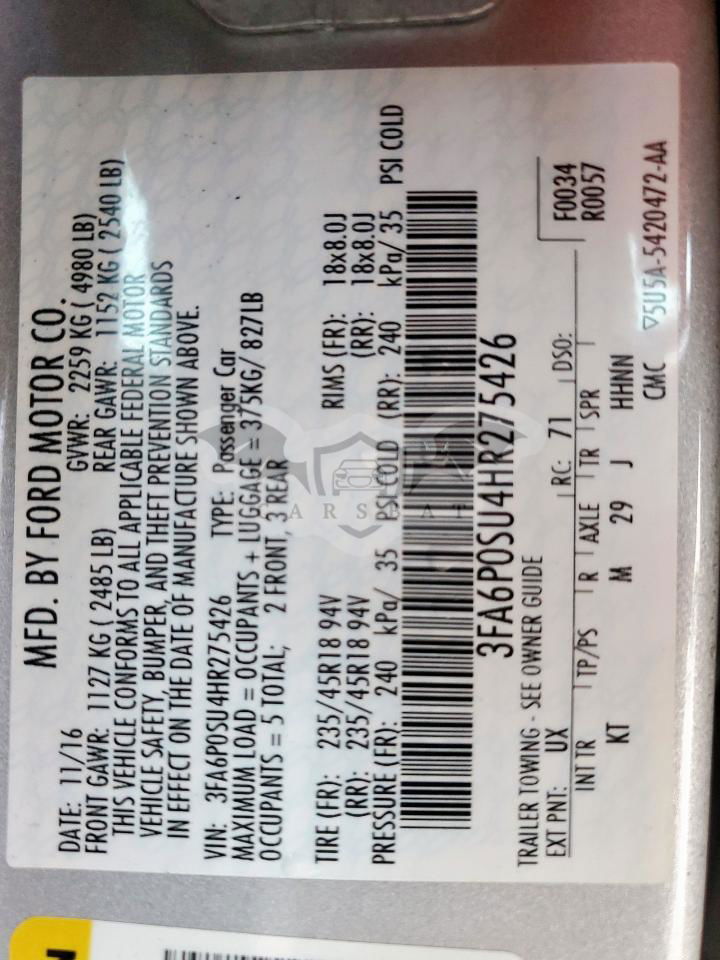 MFD. BY FORD MOTOR CO.
DATE: 11/16 GVWR: 2259 KG ( 4980 LB)
FRONT GAWR: 1127 KG ( 2485 LB) REAR GAWR: 1152 KG ( 2540 LB)
THIS VEHICLE CONFORMS TO ALL APPLICABLE FEDERAL MOTOR
VEHICLE SAFETY, BUMPER, AND THEFT PREVENTION STANDARDS
IN EFFECT ON THE DATE OF MANUFACTURE SHOWN ABOVE.
VIN: 3FA6P0SU4HR275426 TYPE: Passenger Car
MAXIMUM LOAD = OCCUPANTS + LUGGAGE = 375KG/ 827LB
OCCUPANTS = 5 TOTAL; 2 FRONT, 3 REAR
TIRE (FR): 235/45R18 94V RIMS (FR): 18x8.0J
(RR): 235/45R18 94V (RR): 18x8.0J
PRESSURE (FR): 240 kPa/ 35 PSI COLD (RR): 240 kPa/ 35 PSI COLD
3FA6P0SU4HR275426
TRAILER TOWING - SEE OWNER GUIDE
EXT PNT: UX RC: 71 DSO: F0034
R0057
INT TR TP/PS R AXLE TR SPR
KT M 29 J HHNN
CMC ▽5U5A-5420472-AA
CARSEAT